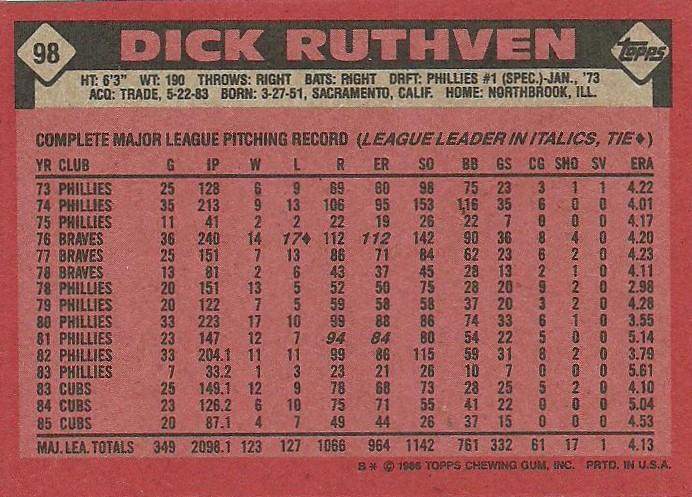 98 DICK RUTHVEN topps
HT: 6'3" WT: 190 THROWS: RIGHT BATS: RIGHT DRFT: PHILLIES #1 (SPEC.)-JAN., '73
ACQ: TRADE, 5-22-83 BORN: 3-27-51, SACRAMENTO, CALIF. HOME: NORTHBROOK, ILL.
COMPLETE MAJOR LEAGUE PITCHING RECORD (LEAGUE LEADER IN ITALICS, TIE♦)
YR CLUB G IP W L R ER SO BB GS CG SHO SV ERA
73 PHILLIES 25 128 6 9 69 60 98 75 23 3 1 1 4.22
74 PHILLIES 35 213 9 13 106 95 153 116 35 6 0 0 4.01
75 PHILLIES 11 41 2 2 22 19 26 22 7 0 0 0 4.17
76 BRAVES 36 240 14 17♦ 112 112 142 90 36 8 4 0 4.20
77 BRAVES 25 151 7 13 86 71 84 62 23 6 2 0 4.23
78 BRAVES 13 81 2 6 43 37 45 28 13 2 1 0 4.11
78 PHILLIES 20 151 13 5 52 50 75 28 20 9 2 0 2.98
79 PHILLIES 20 122 7 5 59 58 58 37 20 3 2 0 4.28
80 PHILLIES 33 223 17 10 99 88 86 74 33 6 1 0 3.55
81 PHILLIES 23 147 12 7 94 84 80 54 22 5 0 0 5.14
82 PHILLIES 33 204.1 11 11 99 86 115 59 31 8 2 0 3.79
83 PHILLIES 7 33.2 1 3 23 21 26 10 7 0 0 0 5.61
83 CUBS 25 149.1 12 9 78 68 73 28 25 5 2 0 4.10
84 CUBS 23 126.2 6 10 75 71 55 41 22 0 0 0 5.04
85 CUBS 20 87.1 4 7 49 44 26 37 15 0 0 0 4.53
MAJ. LEA. TOTALS 349 2098.1 123 127 1066 964 1142 761 332 61 17 1 4.13
B* © 1986 TOPPS CHEWING GUM, INC. PRTD. IN U.S.A.